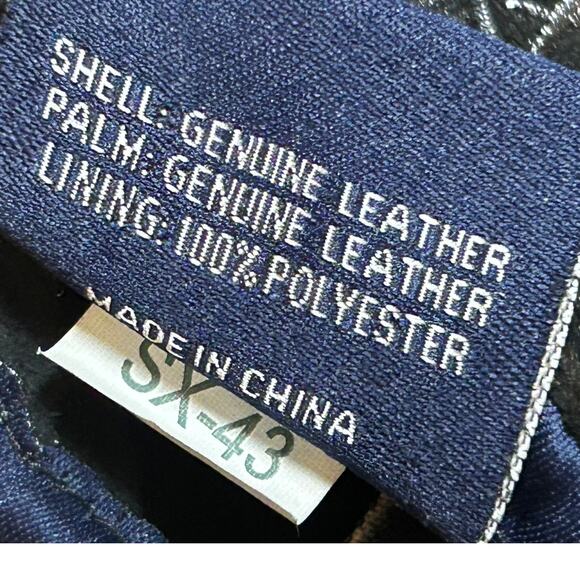 SHELL: GENUINE LEATHER
PALM: GENUINE LEATHER
LINING: 100% POLYESTER
MADE IN CHINA
SX-43